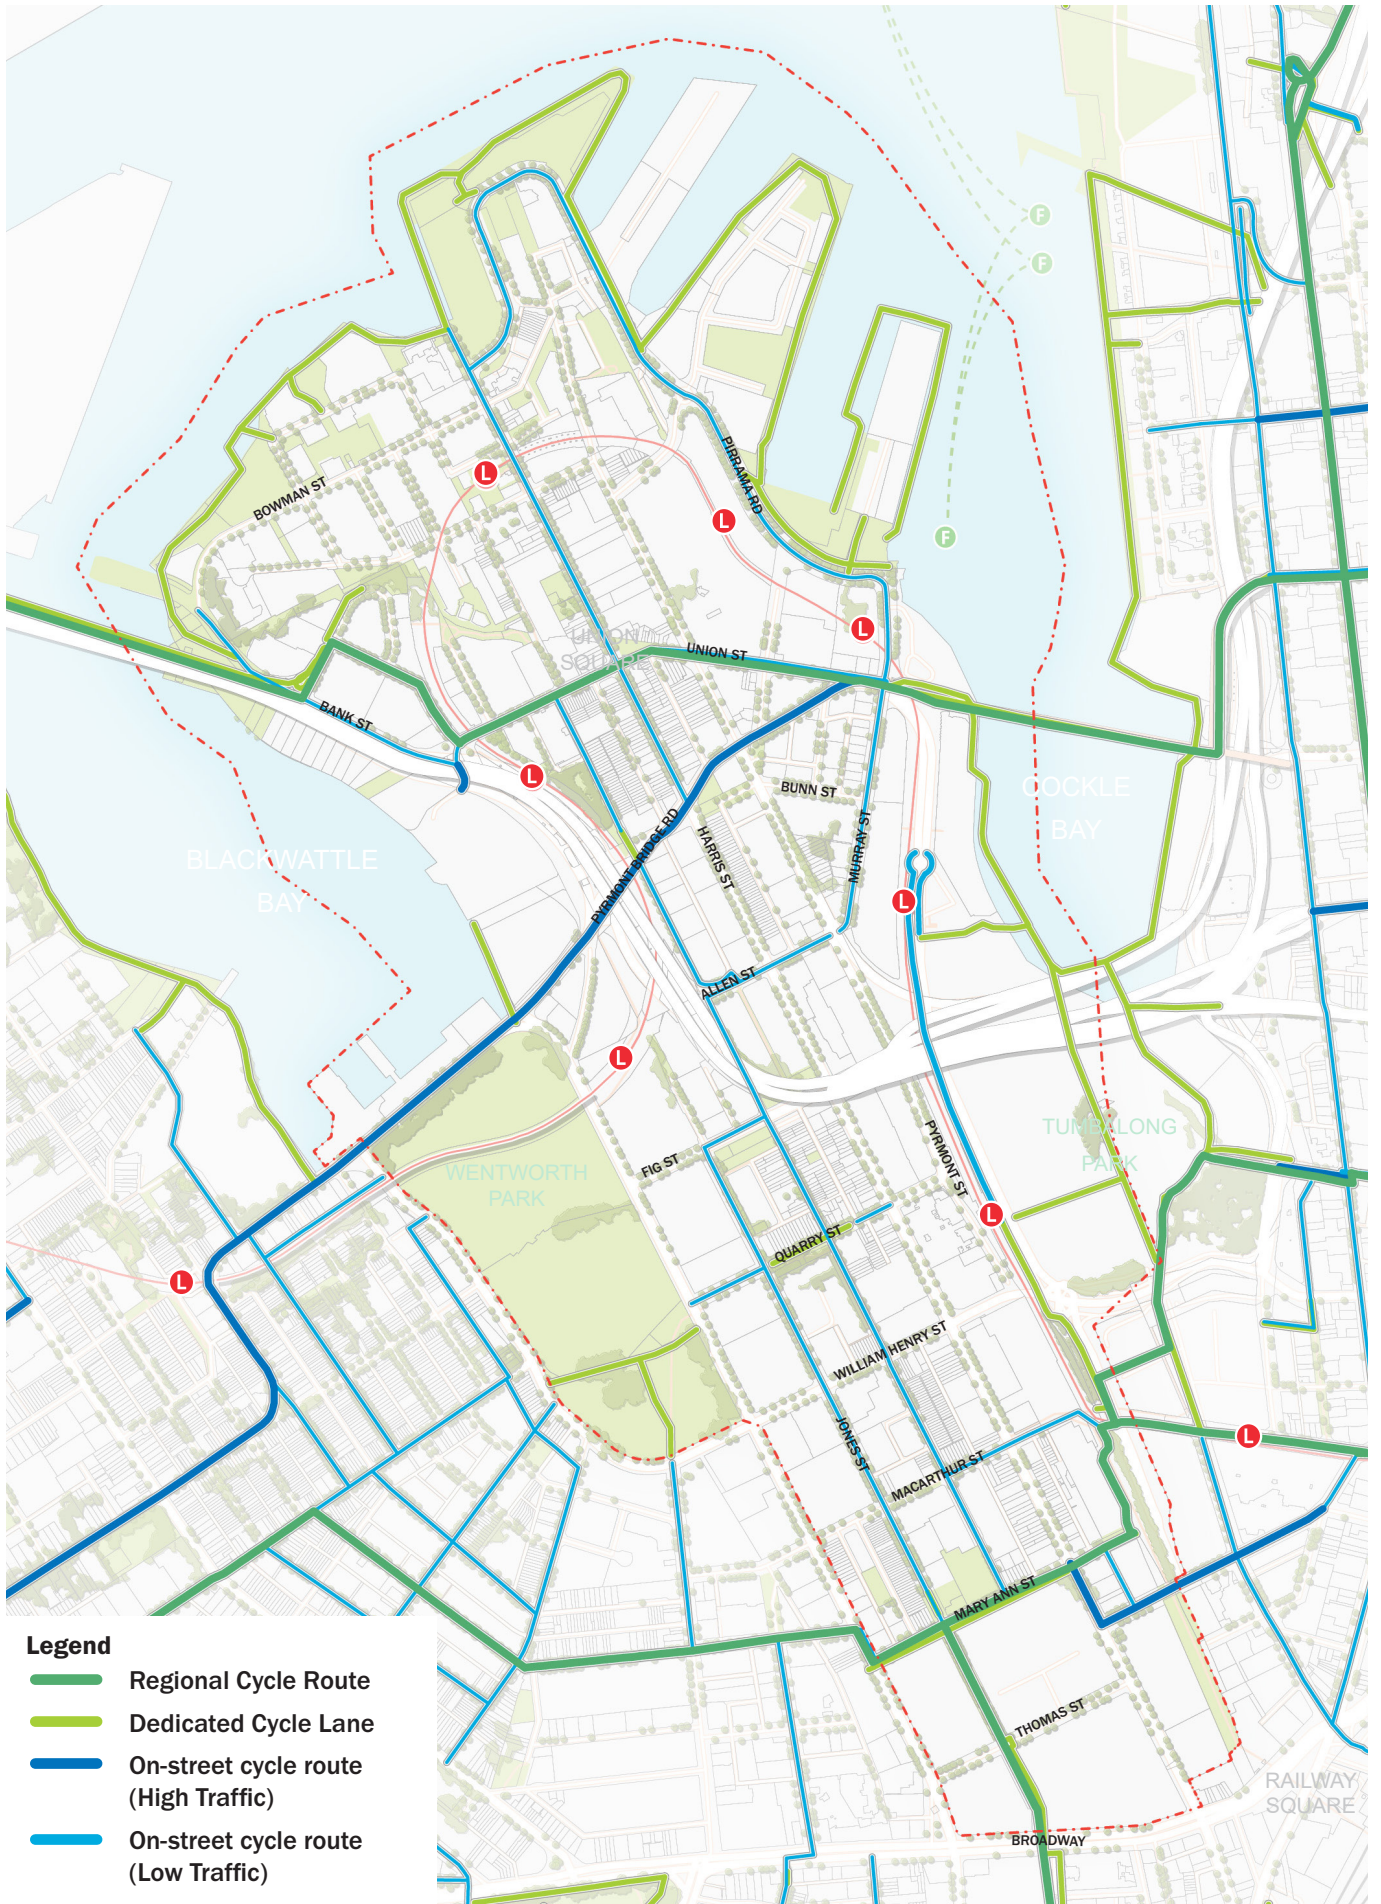 F
F
L
BOWMAN ST
PIRRAMA RD
L
F
L
UNION
SQUARE
UNION ST
BANK ST
L
BUNN ST
COCKLE
BAY
PYRMONT BRIDGE RD
HARRIS ST
MURRAY ST
BLACKWATTLE
BAY
L
ALLEN ST
L
WENTWORTH
PARK
FIG ST
PYRMONT ST
TUMBALONG
PARK
L
QUARRY ST
L
WILLIAM HENRY ST
JONES ST
MACARTHUR ST
L
MARY ANN ST
THOMAS ST
RAILWAY
SQUARE
BROADWAY
Legend
Regional Cycle Route
Dedicated Cycle Lane
On-street cycle route
(High Traffic)
On-street cycle route
(Low Traffic)